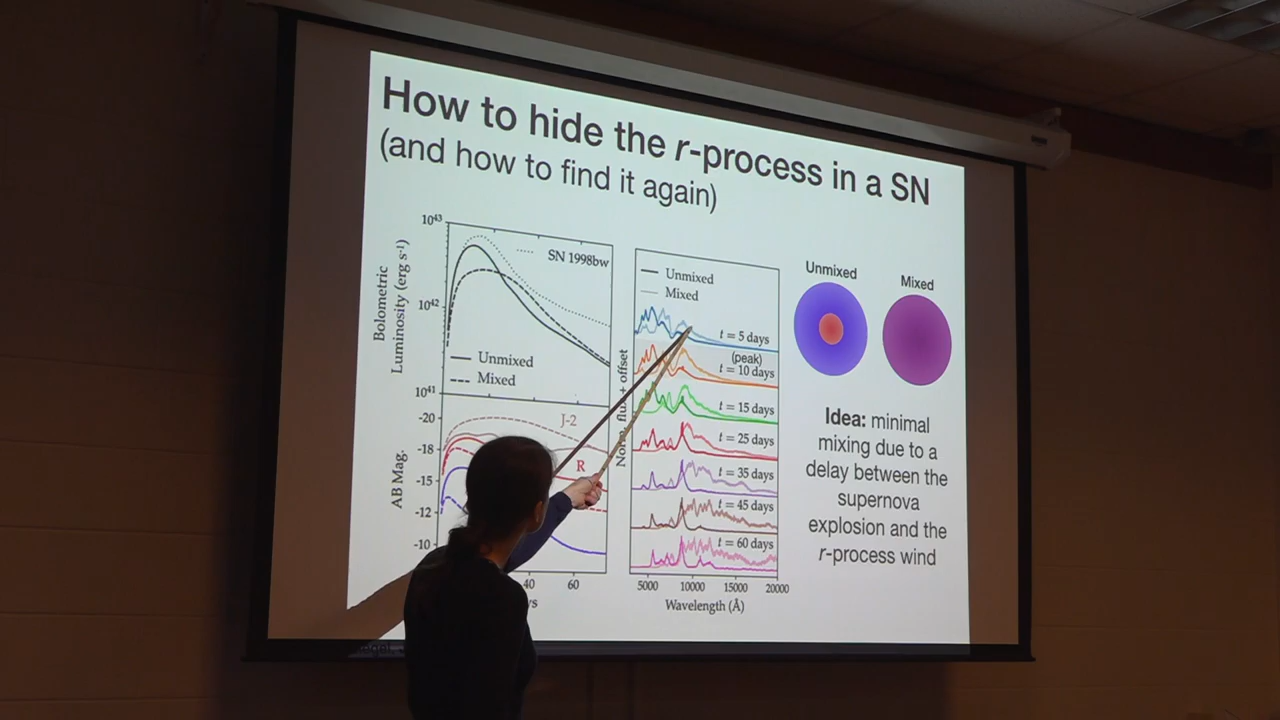 How to hide the r-process in a SN
(and how to find it again)
10⁴³
10⁴²
10⁴¹
Bolometric
Luminosity (erg s⁻¹)
SN 1998bw
Unmixed
Mixed
-20
-18
-15
-12
-10
AB Mag.
J-2
R
40
60
Unmixed
Mixed
t = 5 days
(peak)
t = 10 days
t = 15 days
t = 25 days
t = 35 days
t = 45 days
t = 60 days
+ offset
5000
10000
15000
20000
Wavelength (Å)
Unmixed
Mixed
Idea: minimal
mixing due to a
delay between the
supernova
explosion and the
r-process wind